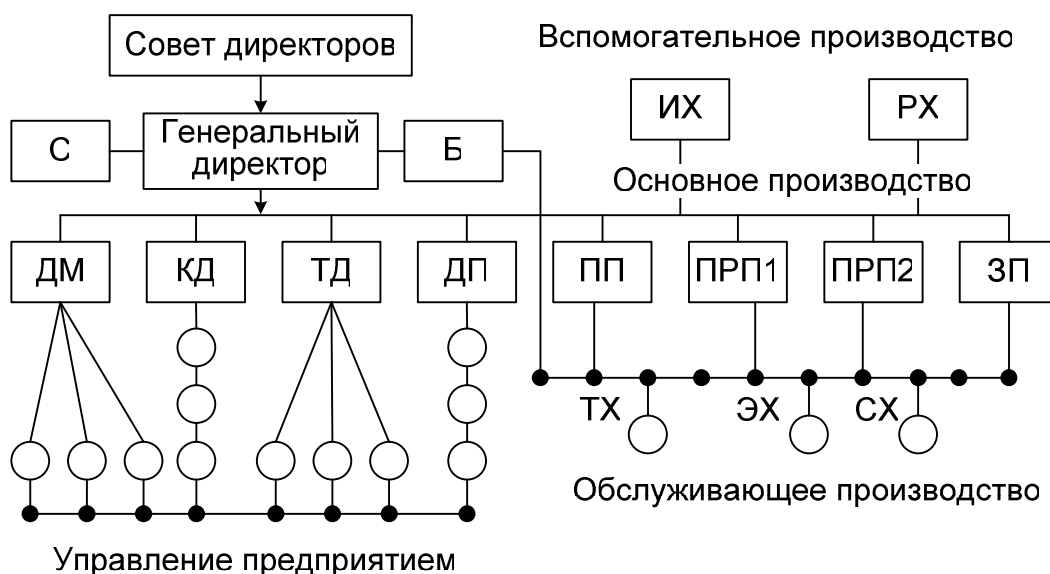 Совет директоров
Вспомогательное производство
ИХ
РХ
С
Генеральный
директор
Б
Основное производство
ДМ
КД
ТД
ДП
ПП
ПРП1
ПРП2
ЗП
ТХ
ЭХ
СХ
Обслуживающее производство
Управление предприятием